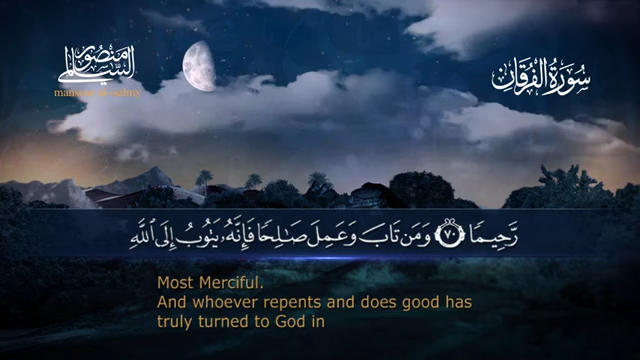 منصور السالمي
mansour al-salmy
سُورَةُ الفُرْقَانِ
رَّحِيمًا ۝٧٠ وَمَن تَابَ وَعَمِلَ صَالِحًا فَإِنَّهُۥ يَتُوبُ إِلَى ٱللَّهِ
Most Merciful.
And whoever repents and does good has
truly turned to God in